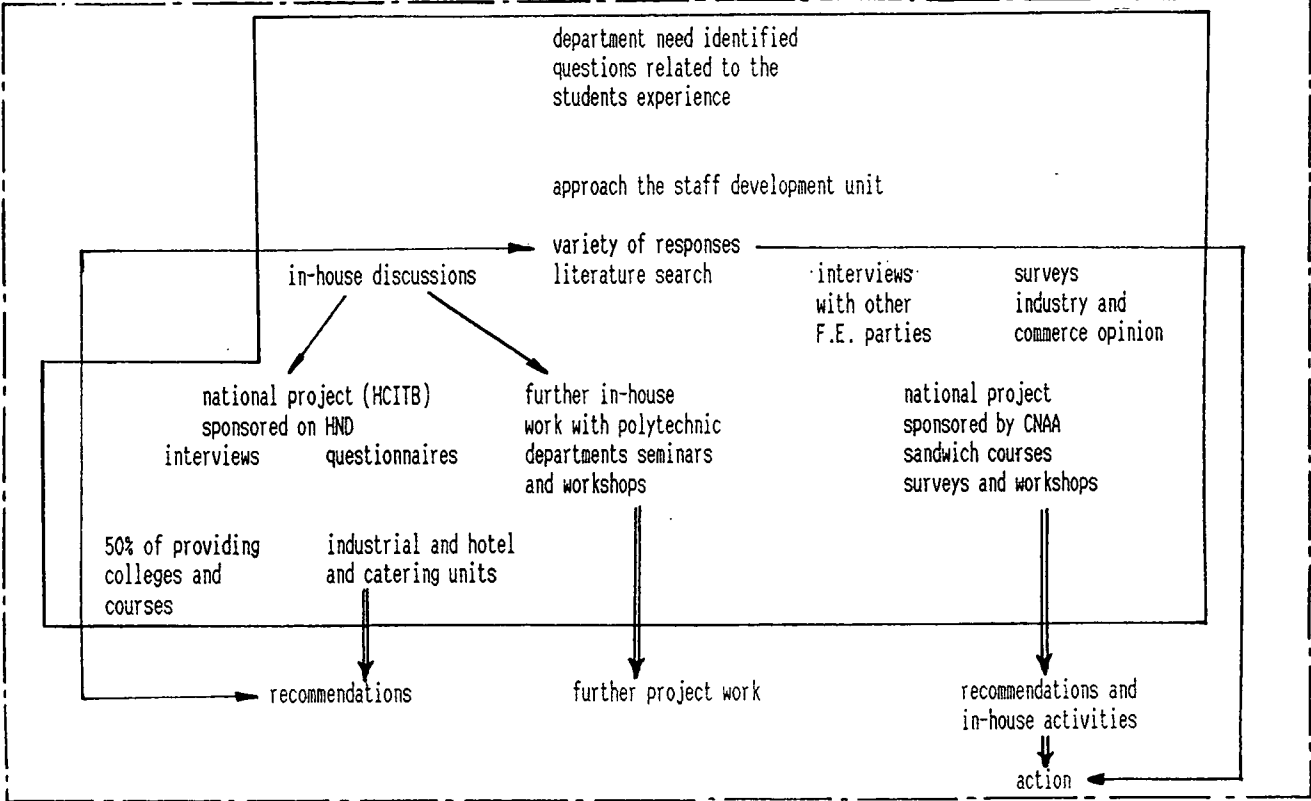 department need identified
questions related to the
students experience
approach the staff development unit
variety of responses
literature search
in-house discussions
interviews
with other
F.E. parties
surveys
industry and
commerce opinion
national project (HCITB)
sponsored on HND
interviews questionnaires
further in-house
work with polytechnic
departments seminars
and workshops
national project
sponsored by CNAA
sandwich courses
surveys and workshops
50% of providing
colleges and
courses
industrial and hotel
and catering units
recommendations
further project work
recommendations and
in-house activities
action